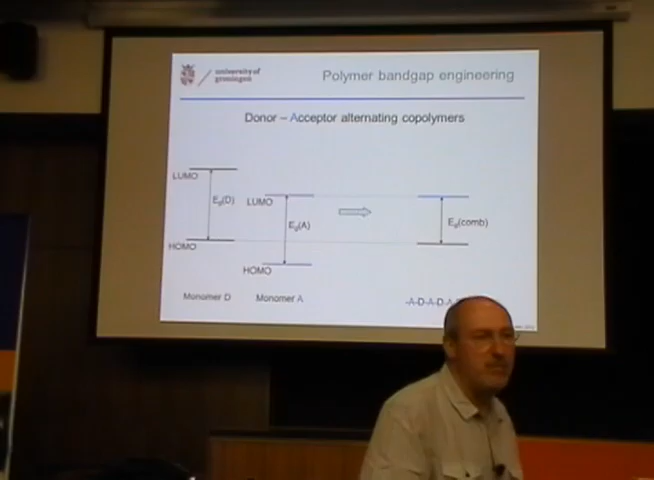 university of
groningen
Polymer bandgap engineering
Donor – Acceptor alternating copolymers
LUMO
Eg(D)
LUMO
Eg(A)
Eg(comb)
HOMO
HOMO
Monomer D
Monomer A
-A-D-A-D-A-